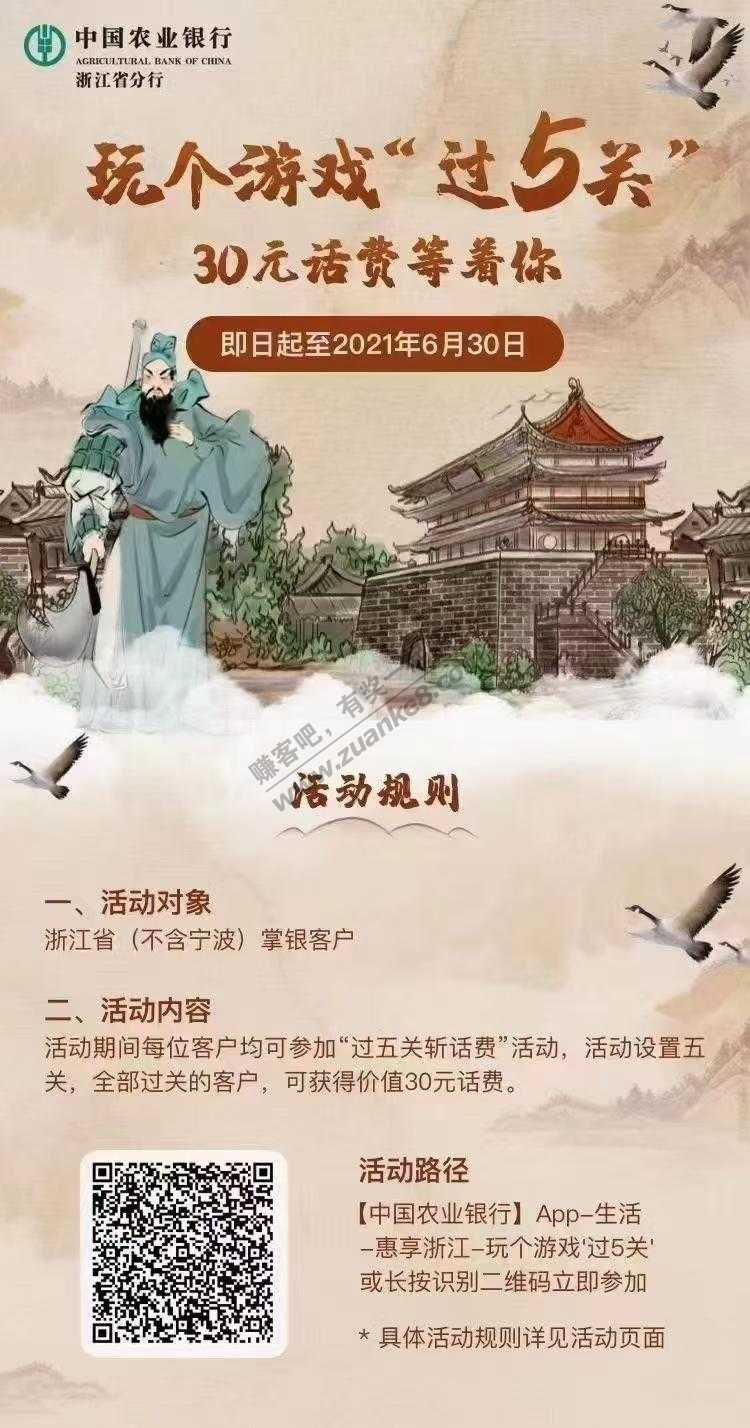 中国农业银行
AGRICULTURAL BANK OF CHINA
浙江省分行
玩个游戏“过5关”
30元话费等着你
即日起至2021年6月30日
赚客吧，有奖一
www.zuanke8.co
活动规则
一、活动对象
浙江省（不含宁波）掌银客户
二、活动内容
活动期间每位客户均可参加“过五关斩话费”活动，活动设置五
关，全部过关的客户，可获得价值30元话费。
活动路径
【中国农业银行】App-生活
-惠享浙江-玩个游戏'过5关'
或长按识别二维码立即参加
* 具体活动规则详见活动页面